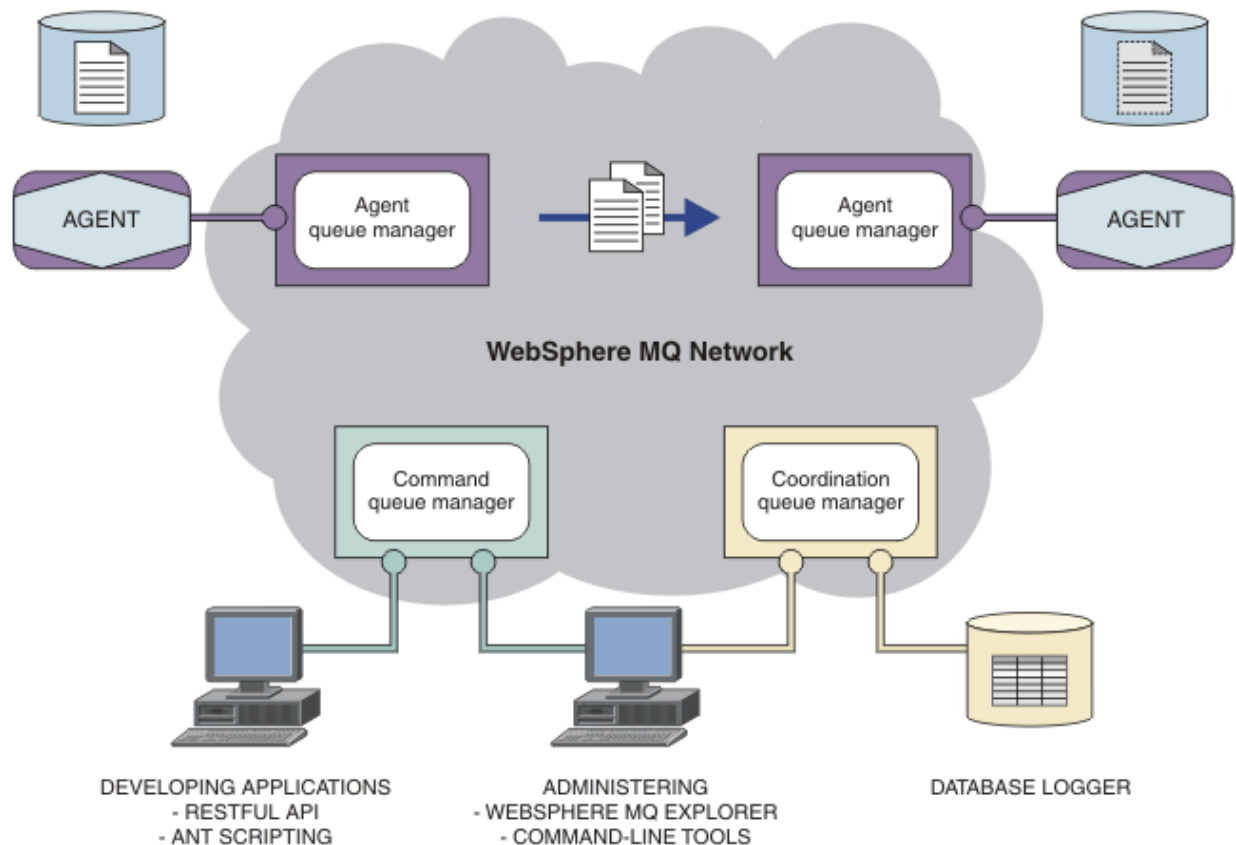 AGENT
Agent
queue manager
Agent
queue manager
AGENT
WebSphere MQ Network
Command
queue manager
Coordination
queue manager
DEVELOPING APPLICATIONS
- RESTFUL API
- ANT SCRIPTING
ADMINISTERING
- WEBSPHERE MQ EXPLORER
- COMMAND-LINE TOOLS
DATABASE LOGGER